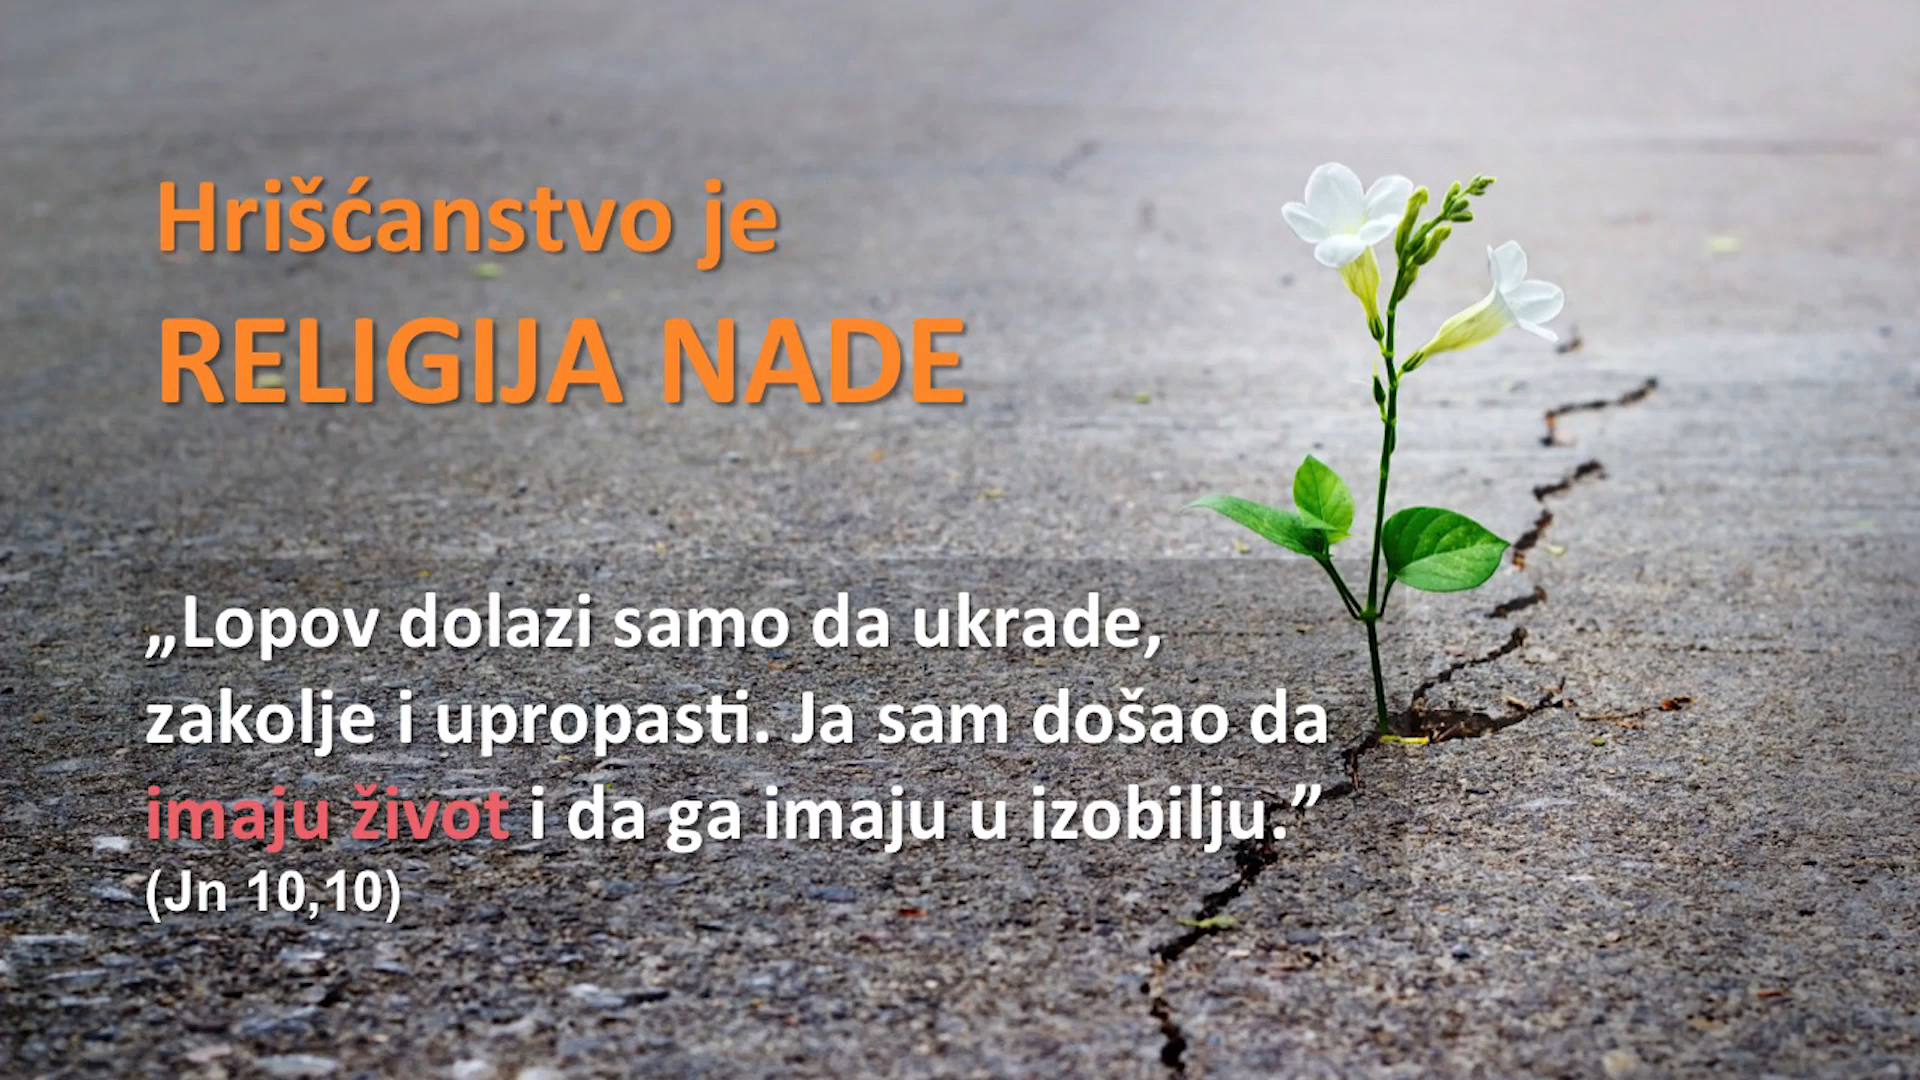 Hrišćanstvo je
RELIGIJA NADE
„Lopov dolazi samo da ukrade,
zakolje i upropasti. Ja sam došao da
imaju život i da ga imaju u izobilju.”
(Jn 10,10)